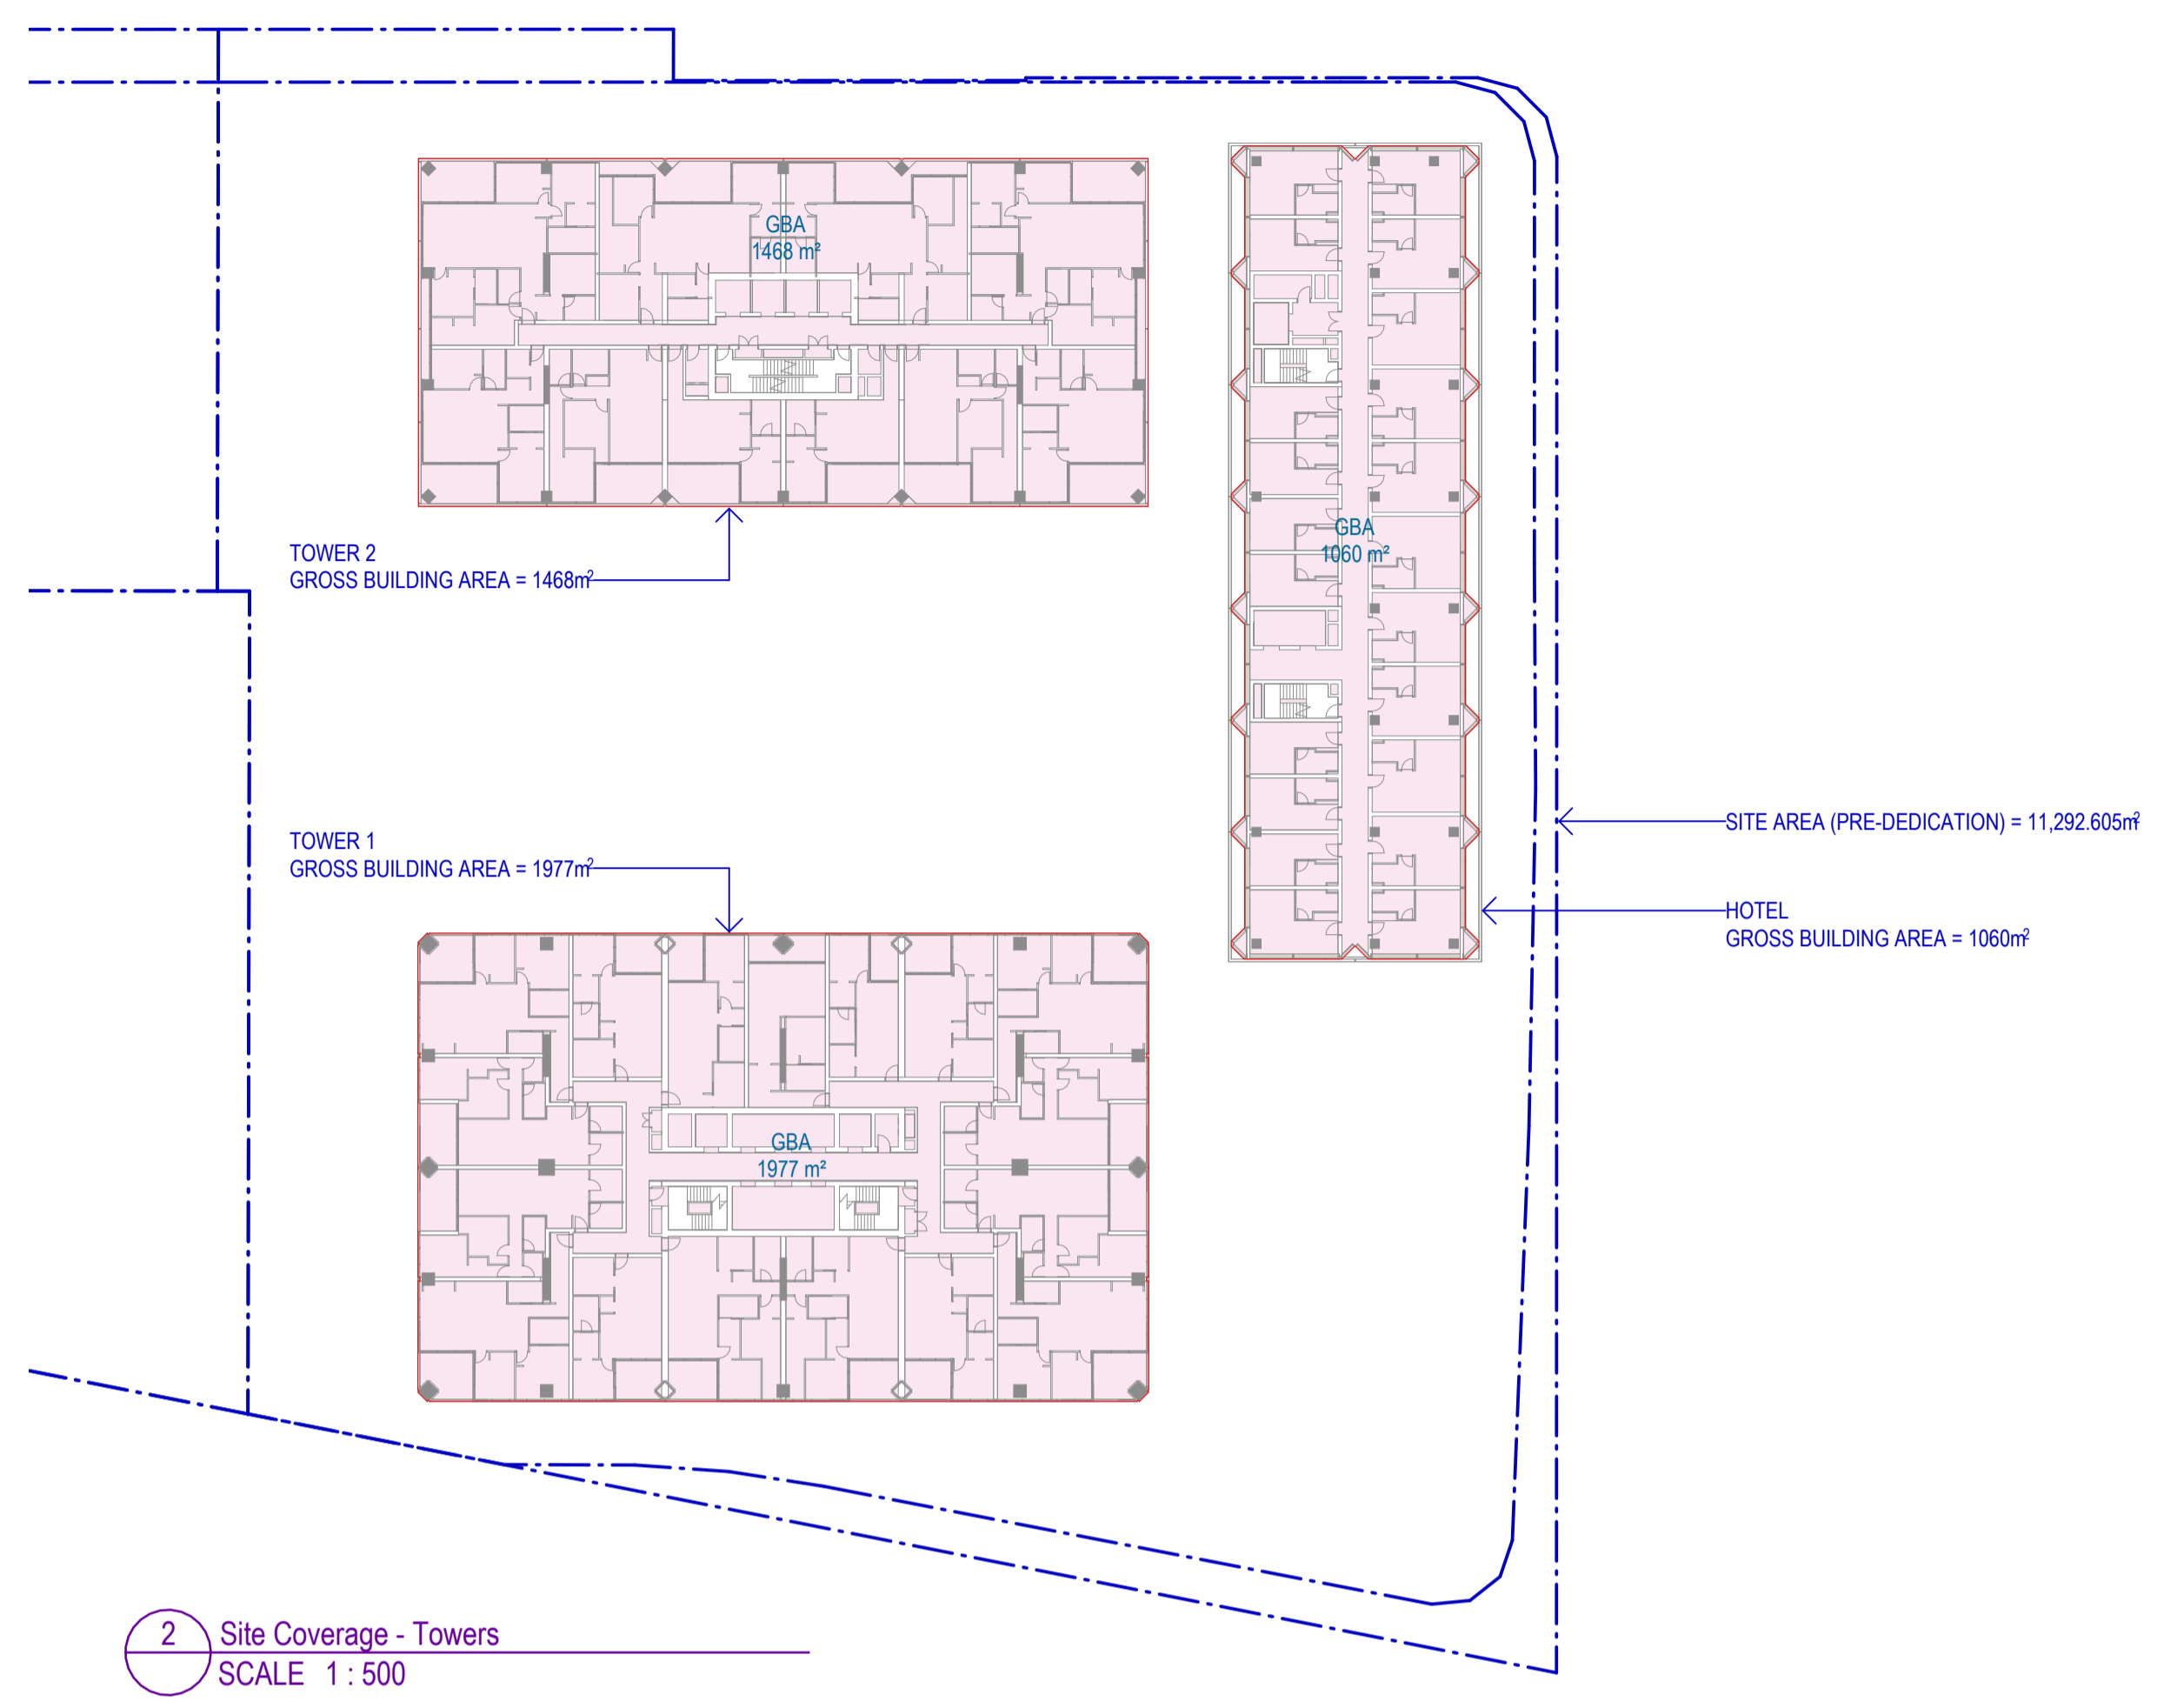 GBA
1468 m²
GBA
1060 m²
TOWER 2
GROSS BUILDING AREA = 1468m²
TOWER 1
GROSS BUILDING AREA = 1977m²
SITE AREA (PRE-DEDICATION) = 11,292.605m²
HOTEL
GROSS BUILDING AREA = 1060m²
GBA
1977 m²
2
Site Coverage - Towers
SCALE 1 : 500